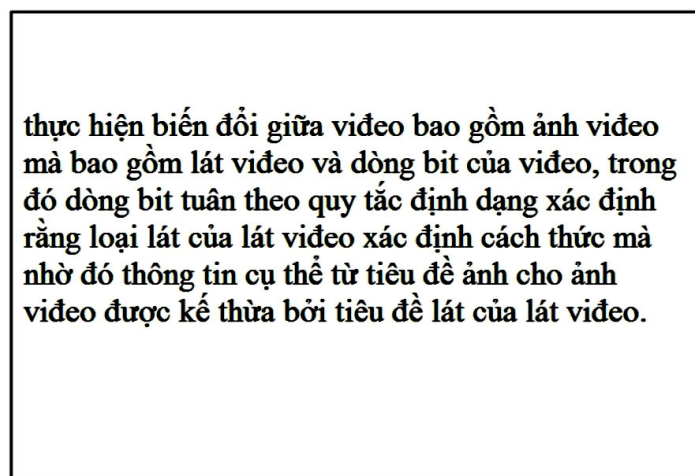 thực hiện biến đổi giữa viđeo bao gồm ảnh viđeo
mà bao gồm lát viđeo và dòng bit của viđeo, trong
đó dòng bit tuân theo quy tắc định dạng xác định
rằng loại lát của lát viđeo xác định cách thức mà
nhờ đó thông tin cụ thể từ tiêu đề ảnh cho ảnh
viđeo được kế thừa bởi tiêu đề lát của lát viđeo.